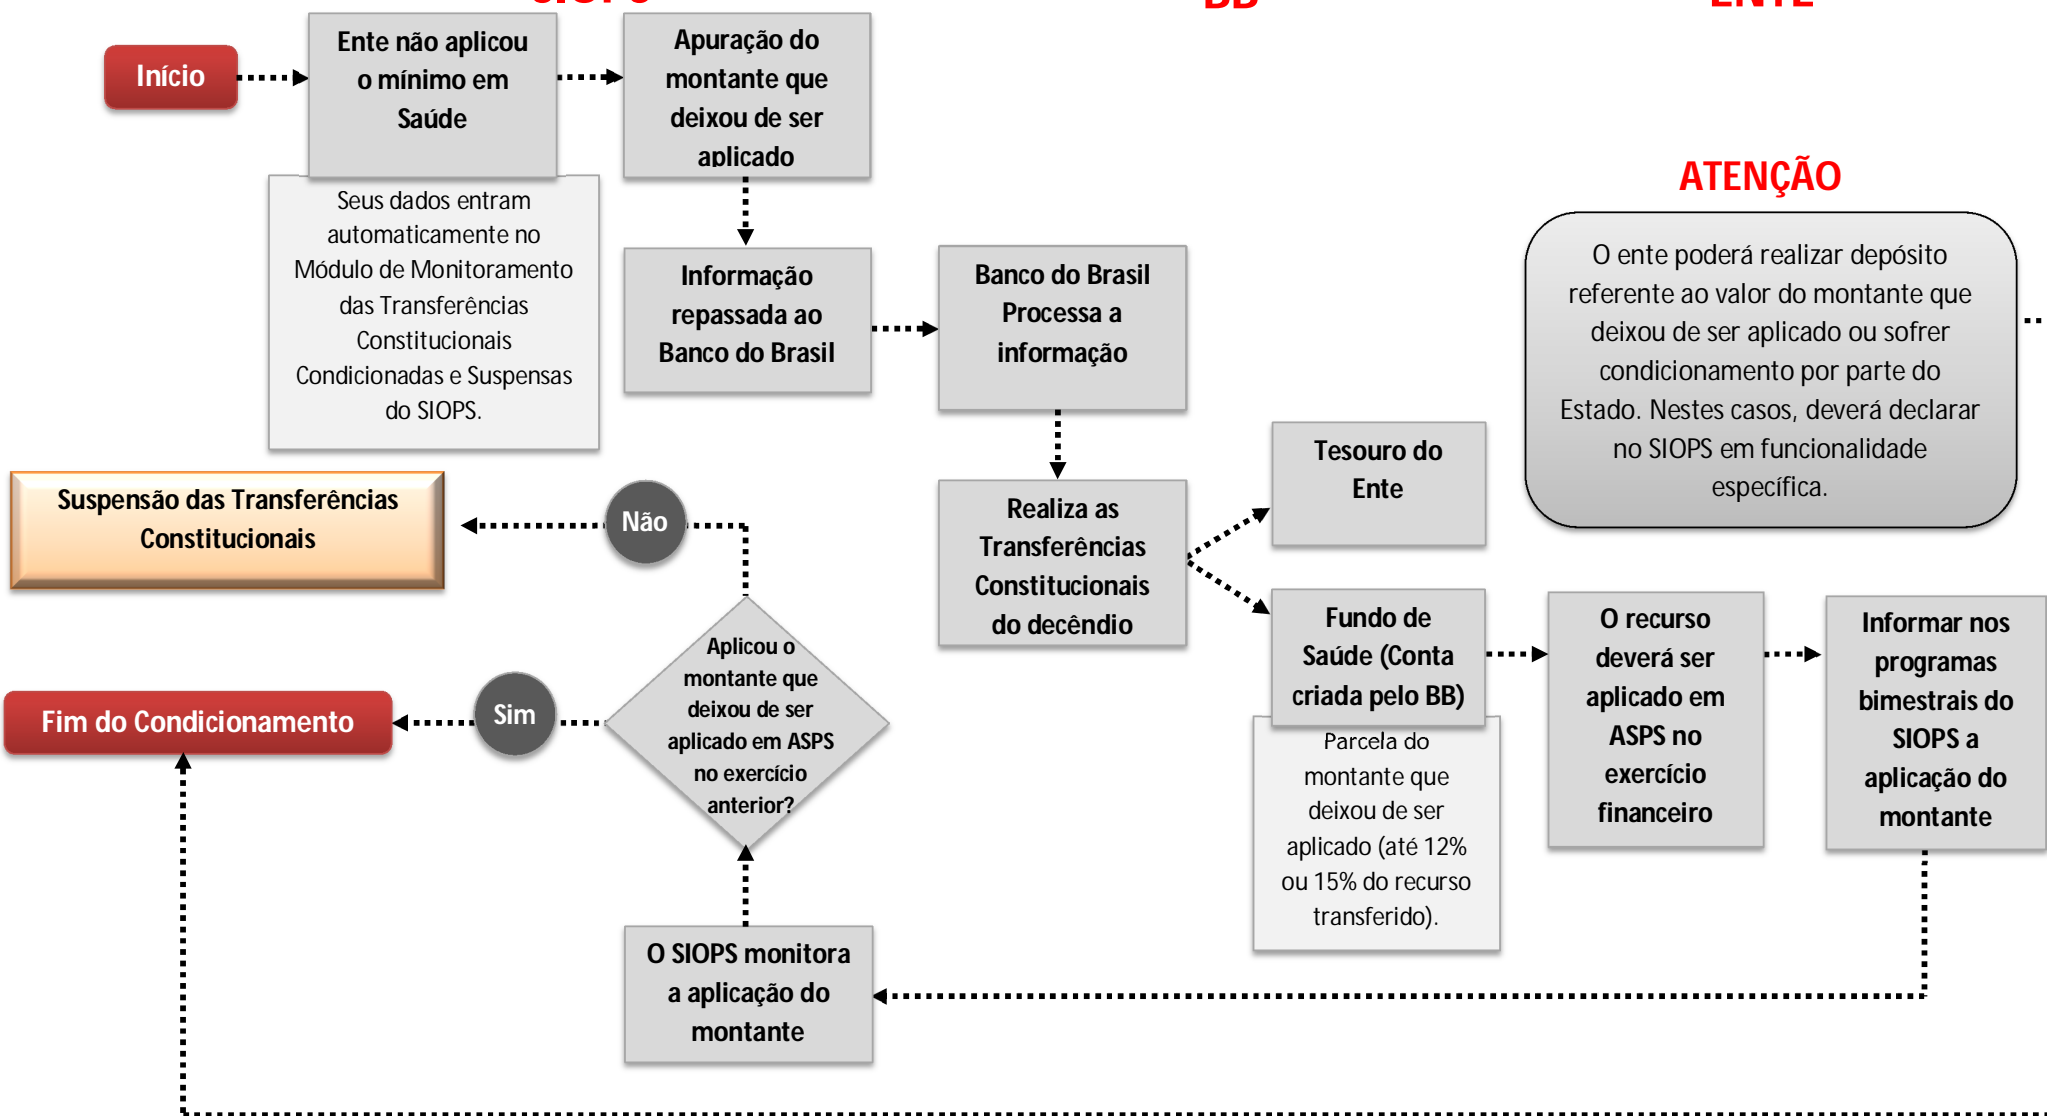 SIOPS
BB
ENTE
Início
Ente não aplicou
o mínimo em
Saúde
Apuração do
montante que
deixou de ser
aplicado
Seus dados entram
automaticamente no
Módulo de Monitoramento
das Transferências
Constitucionais
Condicionadas e Suspensas
do SIOPS.
Informação
repassada ao
Banco do Brasil
Banco do Brasil
Processa a
informação
ATENÇÃO
O ente poderá realizar depósito
referente ao valor do montante que
deixou de ser aplicado ou sofrer
condicionamento por parte do
Estado. Nestes casos, deverá declarar
no SIOPS em funcionalidade
específica.
Suspensão das Transferências
Constitucionais
Não
Realiza as
Transferências
Constitucionais
do decêndio
Tesouro do
Ente
Fundo de
Saúde (Conta
criada pelo BB)
Parcela do
montante que
deixou de ser
aplicado (até 12%
ou 15% do recurso
transferido).
O recurso
deverá ser
aplicado em
ASPS no
exercício
financeiro
Informar nos
programas
bimestrais do
SIOPS a
aplicação do
montante
Fim do Condicionamento
Sim
Aplicou o
montante que
deixou de ser
aplicado em ASPS
no exercício
anterior?
O SIOPS monitora
a aplicação do
montante